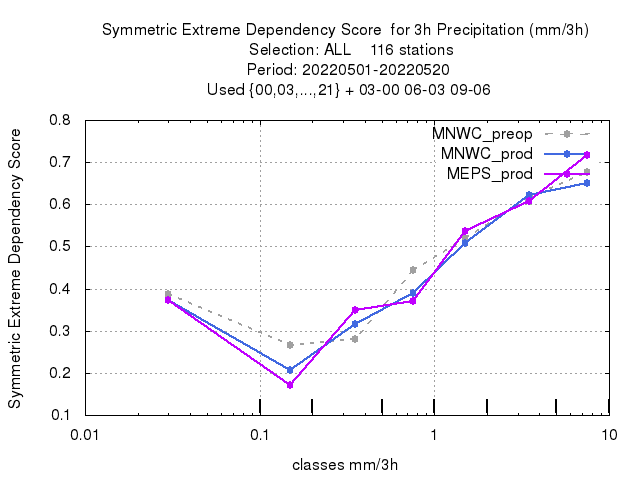 Symmetric Extreme Dependency Score  for 3h Precipitation (mm/3h)
Selection: ALL    116 stations
Period: 20220501-20220520
Used {00,03,...,21} + 03-00 06-03 09-06
Symmetric Extreme Dependency Score
0.8
0.7
0.6
0.5
0.4
0.3
0.2
0.1
MNWC_preop
MNWC_prod
MEPS_prod
0.01 0.1 1 10
classes mm/3h